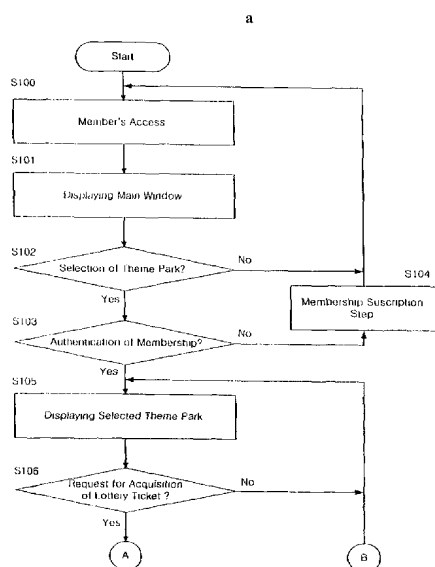 a
Start
S100
Member's Access
S101
Displaying Main Window
S102
Selection of Theme Park?
No
S104
Yes
Membership Suscription
Step
S103
Authentication of Membership?
No
Yes
S105
Displaying Selected Theme Park
S106
Request for Acquisition
of Lottery Ticket ?
No
Yes
A
B